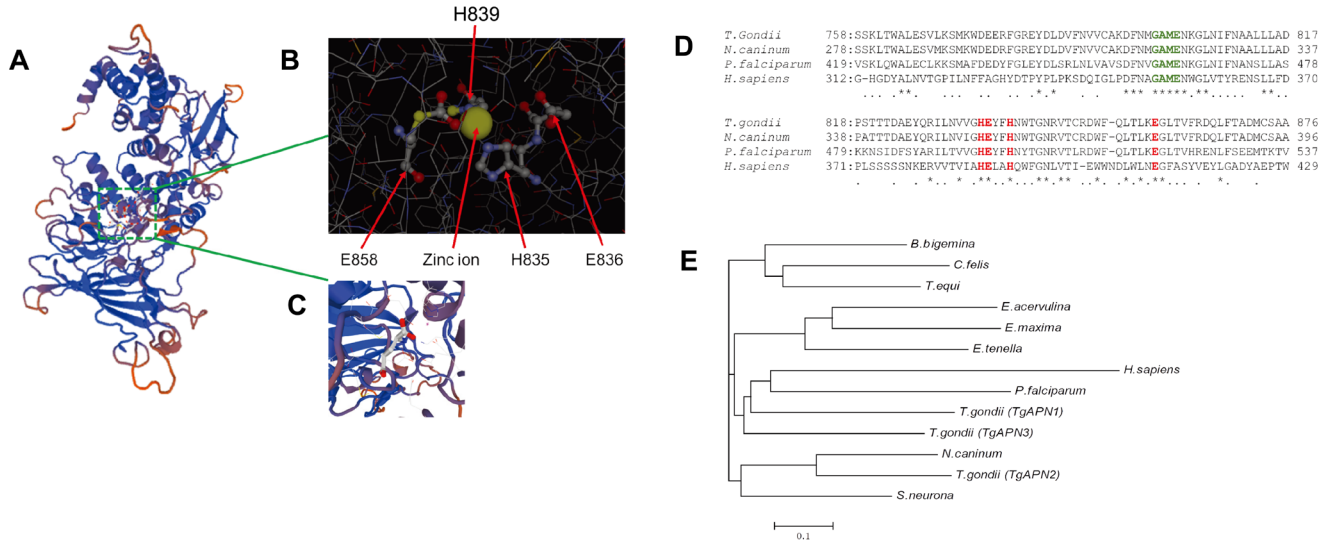 A
B
H839
E858
Zinc ion
H835
E836
C
D
T.Gondii 758:SSKLTWALESVLKSMKWDEERFGREYDLDVFNVVCAKDFNMGAMENKGLNIFNAALLLAD 817
N.caninum 278:SSKLTWALESVKMSMKWDEDRFGREYDLDVFNVVCAKDFNMGAMENKGLNIFNAALLLAD 337
P.falciparum 419:VSKLQWALECLKKSMAFDEDYFGLEYDLSRLNLVAVSDFNVGAMENKGLNIFNANSLLAS 478
H.sapiens 312:G-HGDYALNVTGPILNFFAGHYDTPYPLPKSDQIGLPDFNAGAMENWGLVTYRENSLLFD 370
T.gondii 818:PSTTTDAEYQRILNVVGHEYFHNWTGNRVTCRDWF-QLTLKEGLTVFRDQLFTADMCSAA 876
N.caninum 338:PATTTDAEYQRILTVVGHEYFHNWTGNRVTCRDWF-QLTLKEGLTVFRDQLFTADMCSAA 396
P.falciparum 479:KKNSIDFSYARILTVVGHEYFHNWTGNRVTLRDWF-QLTLKEGLTVHRENLFSEEMTKTV 537
H.sapiens 371:PLSSSSSNKERVVTVIAHELAHQWFGNLVTI-EWWNDLWLNEGFASYVEYLGADYAEPTW 429
E
B.bigemina
C.felis
T.equi
E.acervulina
E.maxima
E.tenella
H.sapiens
P.falciparum
T.gondii (TgAPN1)
T.gondii (TgAPN3)
N.caninum
T.gondii (TgAPN2)
S.neurona
0.1